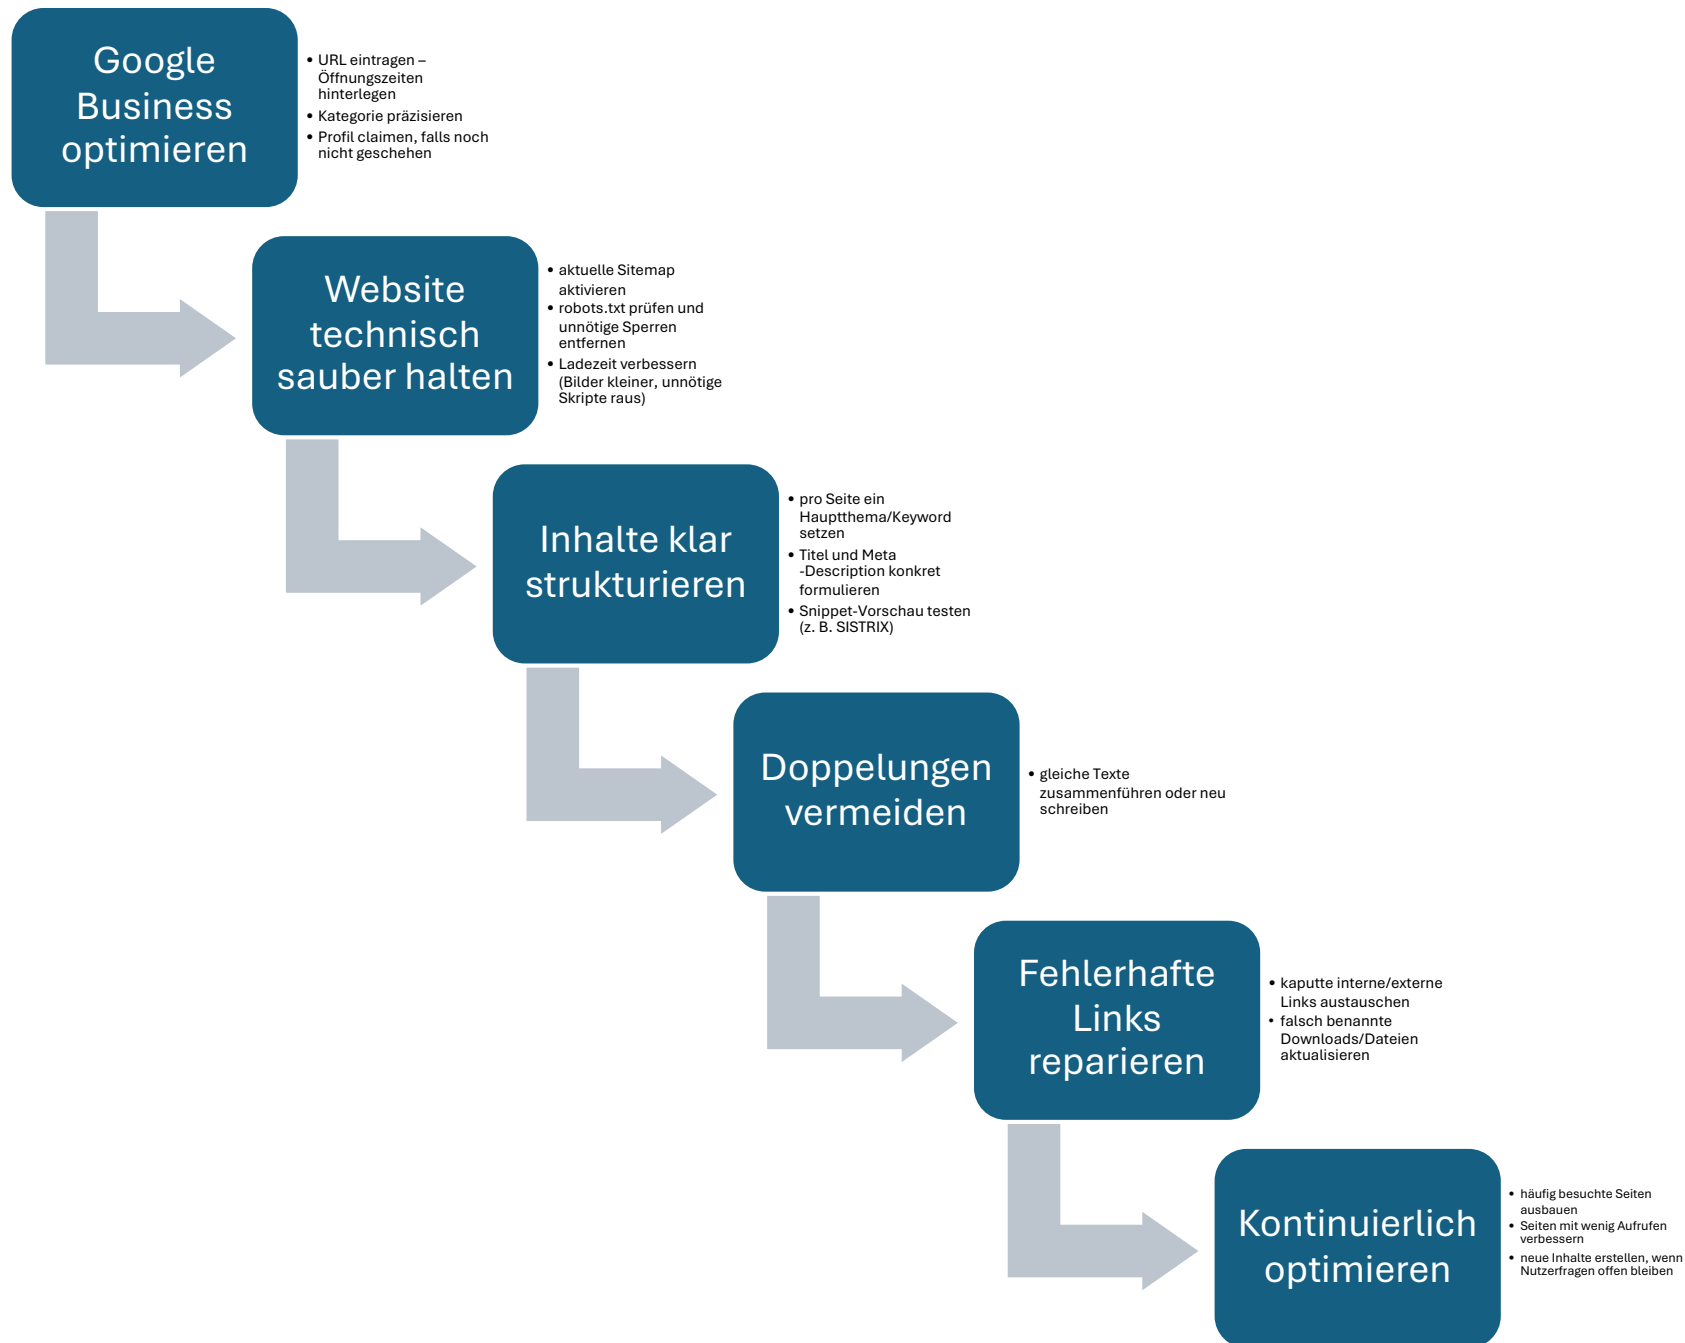 Google
Business
optimieren
• URL eintragen –
Öffnungszeiten
hinterlegen
• Kategorie präzisieren
• Profil claimen, falls noch
nicht geschehen
Website
technisch
sauber halten
• aktuelle Sitemap
aktivieren
• robots.txt prüfen und
unnötige Sperren
entfernen
• Ladezeit verbessern
(Bilder kleiner, unnötige
Skripte raus)
Inhalte klar
strukturieren
• pro Seite ein
Hauptthema/Keyword
setzen
• Titel und Meta
-Description konkret
formulieren
• Snippet-Vorschau testen
(z. B. SISTRIX)
Doppelungen
vermeiden
• gleiche Texte
zusammenführen oder neu
schreiben
Fehlerhafte
Links
reparieren
• kaputte interne/externe
Links austauschen
• falsch benannte
Downloads/Dateien
aktualisieren
Kontinuierlich
optimieren
• häufig besuchte Seiten
ausbauen
• Seiten mit wenig Aufrufen
verbessern
• neue Inhalte erstellen, wenn
Nutzerfragen offen bleiben